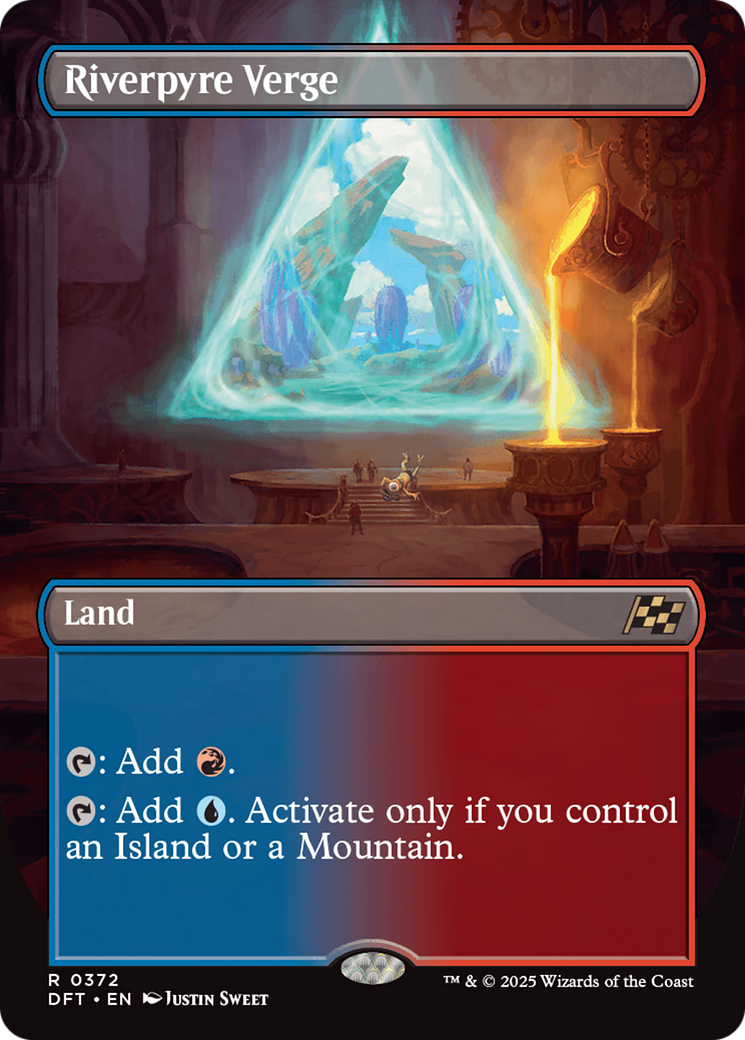 Riverpyre Verge
Land
: Add .
: Add . Activate only if you control
an Island or a Mountain.
R 0372
DFT • EN Justin Sweet
™ & © 2025 Wizards of the Coast